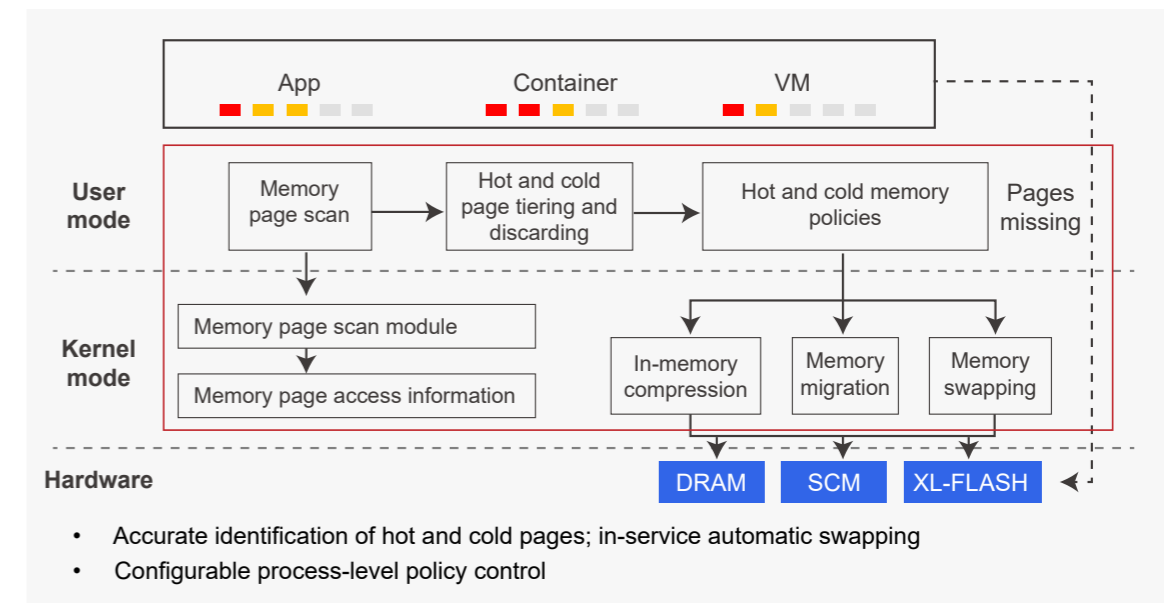 App
Container
VM
User
mode
Memory
page scan
Hot and cold
page tiering and
discarding
Hot and cold memory
policies
Pages
missing
Kernel
mode
Memory page scan module
Memory page access information
In-memory
compression
Memory
migration
Memory
swapping
Hardware
DRAM
SCM
XL-FLASH
• Accurate identification of hot and cold pages; in-service automatic swapping
• Configurable process-level policy control